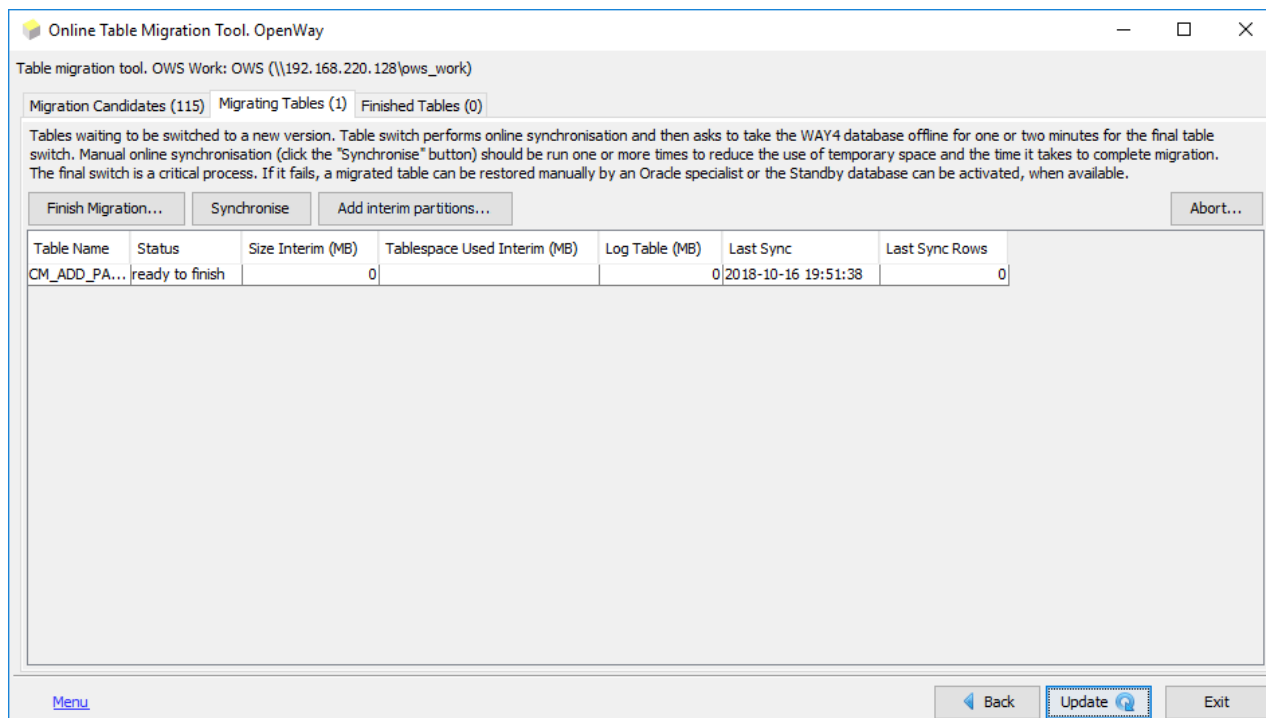 Online Table Migration Tool. OpenWay
Table migration tool. OWS Work: OWS (\\192.168.220.128\ows_work)
Migration Candidates (115) Migrating Tables (1) Finished Tables (0)
Tables waiting to be switched to a new version. Table switch performs online synchronisation and then asks to take the WAY4 database offline for one or two minutes for the final table
switch. Manual online synchronisation (click the "Synchronise" button) should be run one or more times to reduce the use of temporary space and the time it takes to complete migration.
The final switch is a critical process. If it fails, a migrated table can be restored manually by an Oracle specialist or the Standby database can be activated, when available.
Finish Migration... Synchronise Add interim partitions... Abort...
Table Name Status Size Interim (MB) Tablespace Used Interim (MB) Log Table (MB) Last Sync Last Sync Rows
CM_ADD_PA... ready to finish 0 0 2018-10-16 19:51:38 0
Menu Back Update Exit